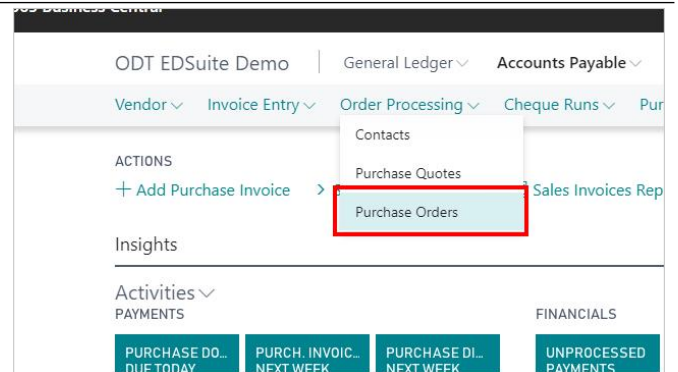 ODT EDSuite Demo General Ledger Accounts Payable
Vendor Invoice Entry Order Processing Cheque Runs Pur
Contacts
Purchase Quotes
Purchase Orders
ACTIONS
+ Add Purchase Invoice > Sales Invoices Rep
Insights
Activities
PAYMENTS
FINANCIALS
PURCHASE DO...
DUE TODAY
PURCH. INVOIC...
NEXT WEEK
PURCHASE DI...
NEXT WEEK
UNPROCESSED
PAYMENTS